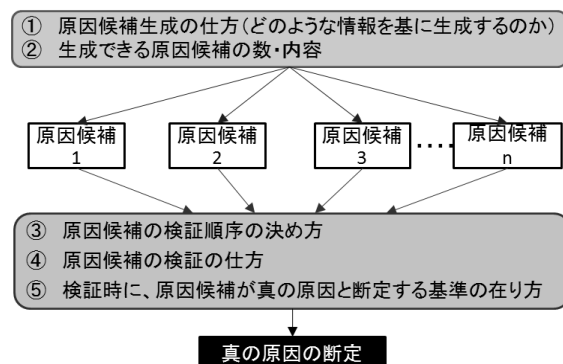 ① 原因候補生成の仕方(どのような情報を基に生成するのか)
② 生成できる原因候補の数・内容
原因候補
1
原因候補
2
原因候補
3
····
原因候補
n
③ 原因候補の検証順序の決め方
④ 原因候補の検証の仕方
⑤ 検証時に、原因候補が真の原因と断定する基準の在り方
真の原因の断定